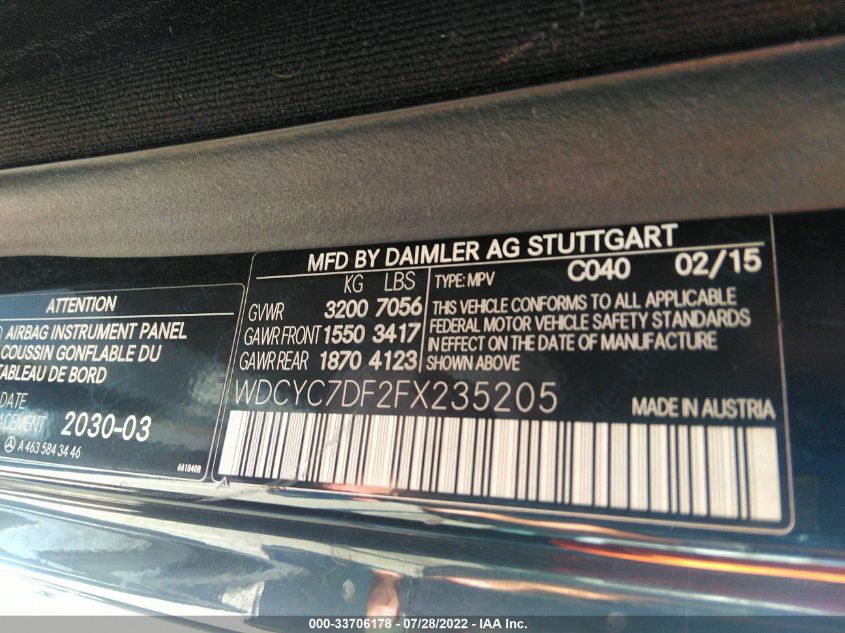 ATTENTION
AIRBAG INSTRUMENT PANEL
COUSSIN GONFLABLE DU
TABLEAU DE BORD
DATE
2030-03
A 463 584 34 46
6618408
MFD BY DAIMLER AG STUTTGART
KG LBS
GVWR 3200 7056
GAWR FRONT 1550 3417
GAWR REAR 1870 4123
TYPE: MPV C040 02/15
THIS VEHICLE CONFORMS TO ALL APPLICABLE
FEDERAL MOTOR VEHICLE SAFETY STANDARDS
IN EFFECT ON THE DATE OF MANUFACTURE
SHOWN ABOVE
WDCYC7DF2FX235205
MADE IN AUSTRIA
000-33706178 / 07/28/2022 - IAA Inc.